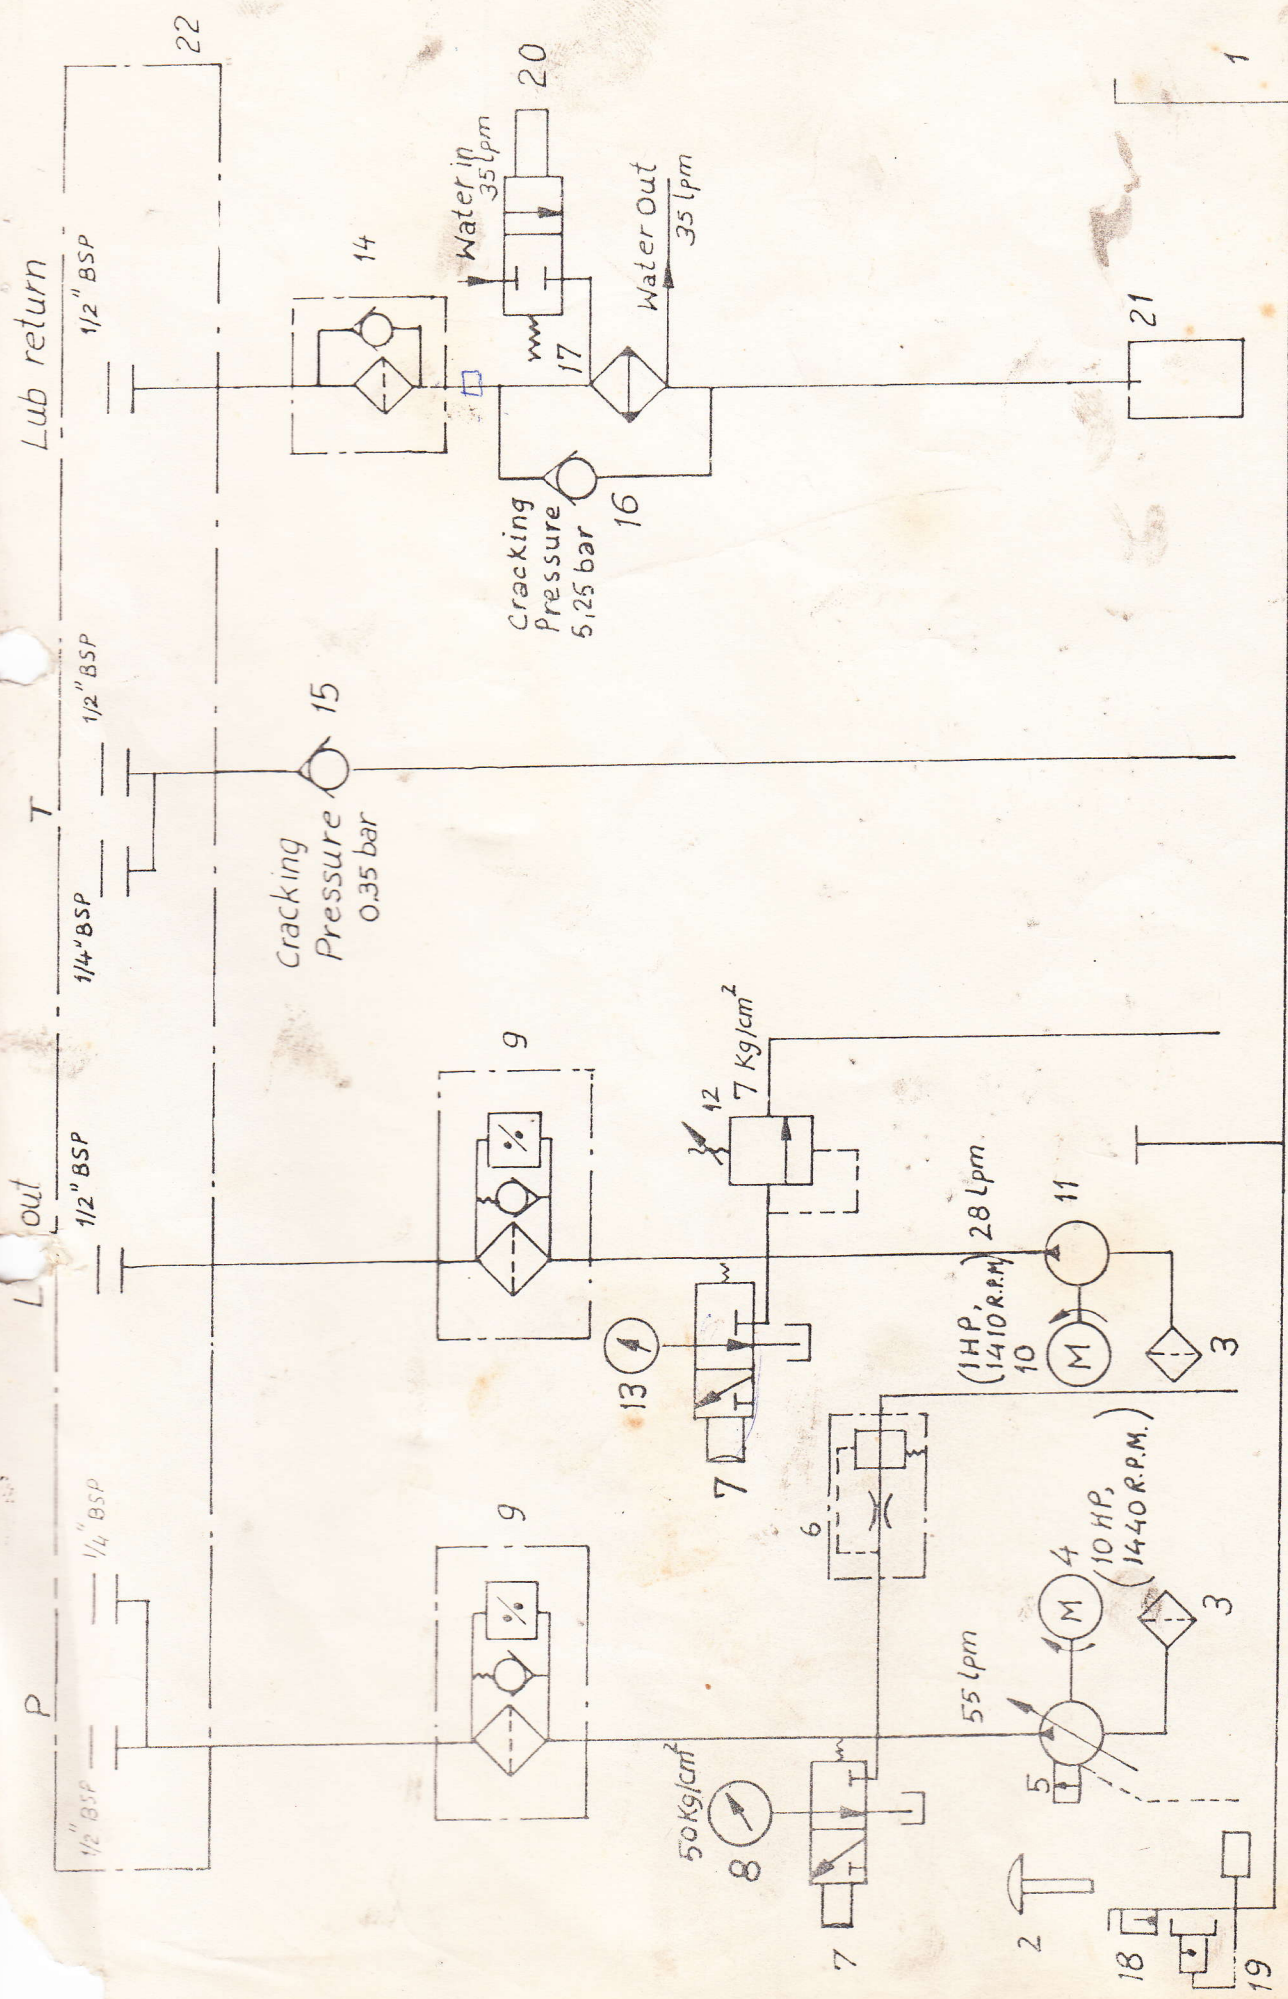 P
L out
T
Lub return
1/2" BSP
1/4" BSP
1/2" BSP
1/4" BSP
1/2" BSP
1/2" BSP
22
9
9
Cracking
Pressure
0.35 bar
15
14
Water in
35 lpm
20
17
Water Out
35 lpm
Cracking
Pressure
5,25 bar
16
50 Kg/cm²
8
7
13
7
12
7 Kg/cm²
6
55 lpm
5
4
(10 HP,
1440 R.P.M.)
3
(1HP,
1410 R.P.M)
10
28 lpm
11
3
M
M
2
18
19
21
1